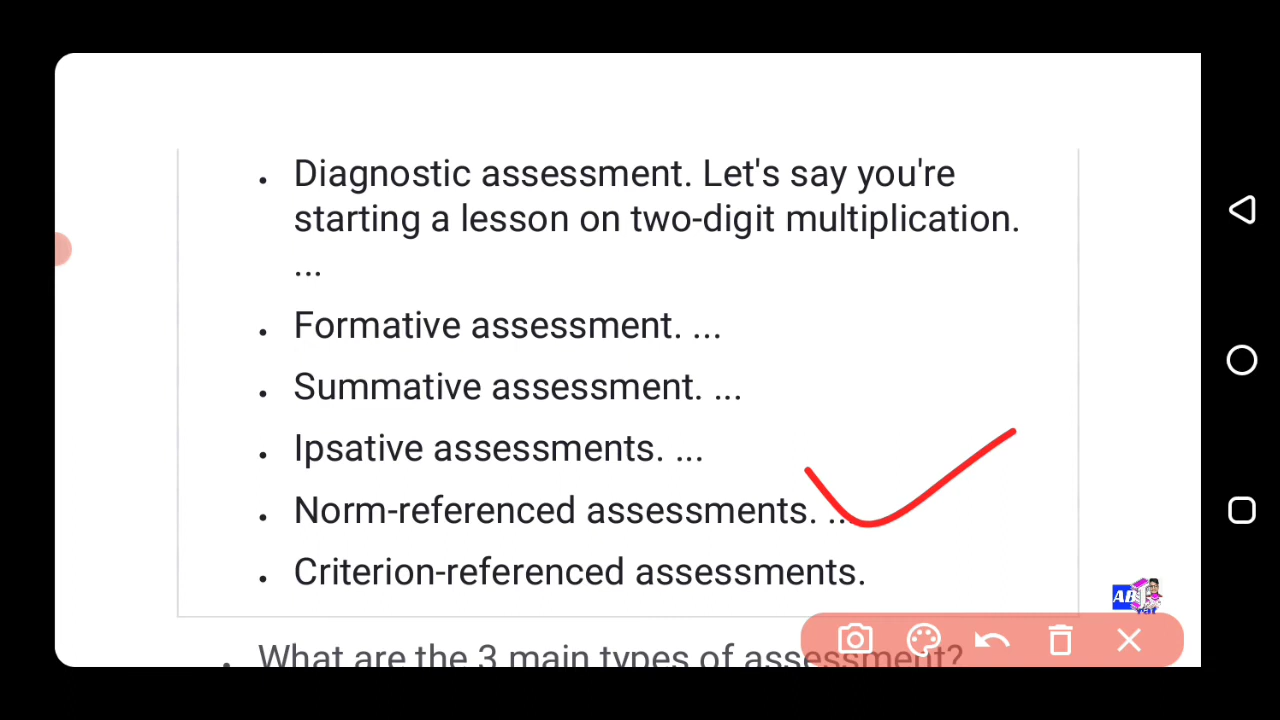 Diagnostic assessment. Let's say you're
starting a lesson on two-digit multiplication.
...
Formative assessment. ...
Summative assessment. ...
Ipsative assessments. ...
Norm-referenced assessments. ...
Criterion-referenced assessments.
What are the 3 main types of assessment?